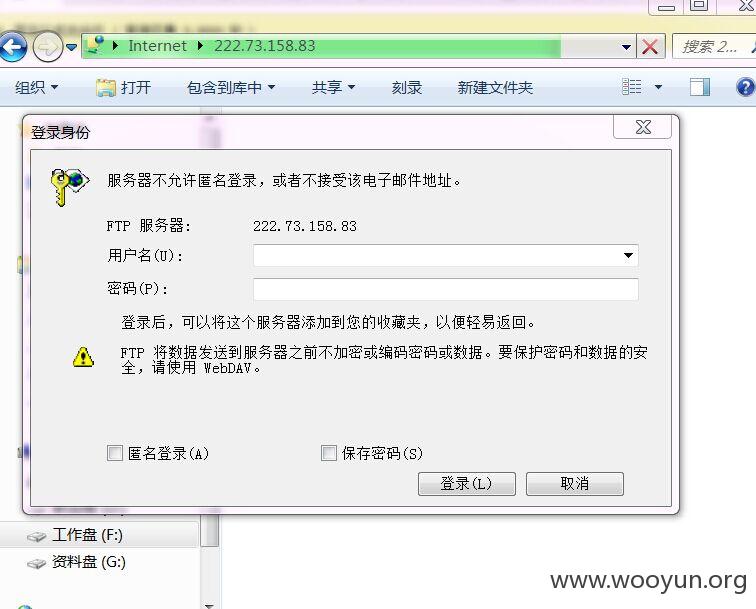 Internet 222.73.158.83
搜索 2...
组织 打开 包含到库中 共享 刻录 新建文件夹
登录身份
服务器不允许匿名登录，或者不接受该电子邮件地址。
FTP 服务器: 222.73.158.83
用户名(U):
密码(P):
登录后，可以将这个服务器添加到您的收藏夹，以便轻易返回。
FTP 将数据发送到服务器之前不加密或编码密码或数据。要保护密码和数据的安
全，请使用 WebDAV。
匿名登录(A) 保存密码(S)
登录(L) 取消
工作盘 (F:)
资料盘 (G:)
www.wooyun.org